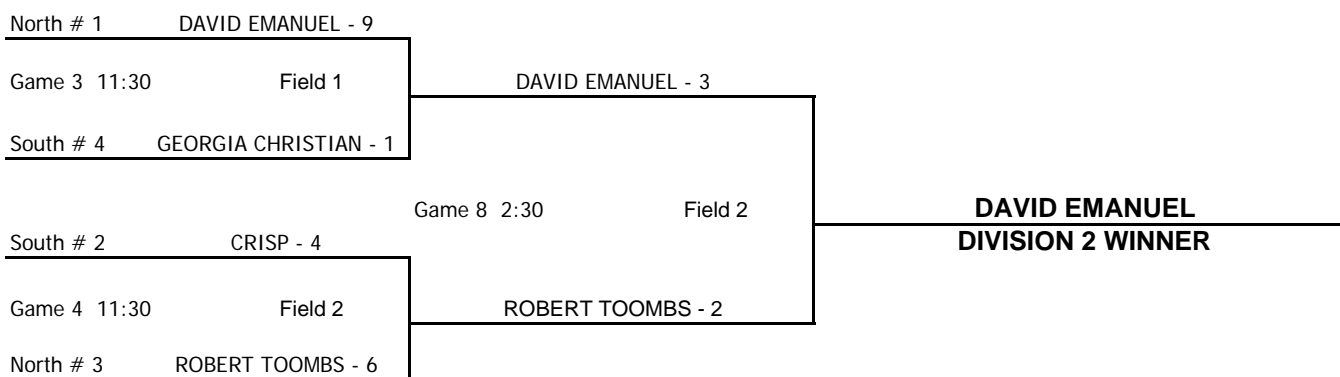 North # 1 DAVID EMANUEL - 9
Game 3 11:30 Field 1
DAVID EMANUEL - 3
South # 4 GEORGIA CHRISTIAN - 1
Game 8 2:30 Field 2
DAVID EMANUEL
DIVISION 2 WINNER
South # 2 CRISP - 4
Game 4 11:30 Field 2
ROBERT TOOMBS - 2
North # 3 ROBERT TOOMBS - 6